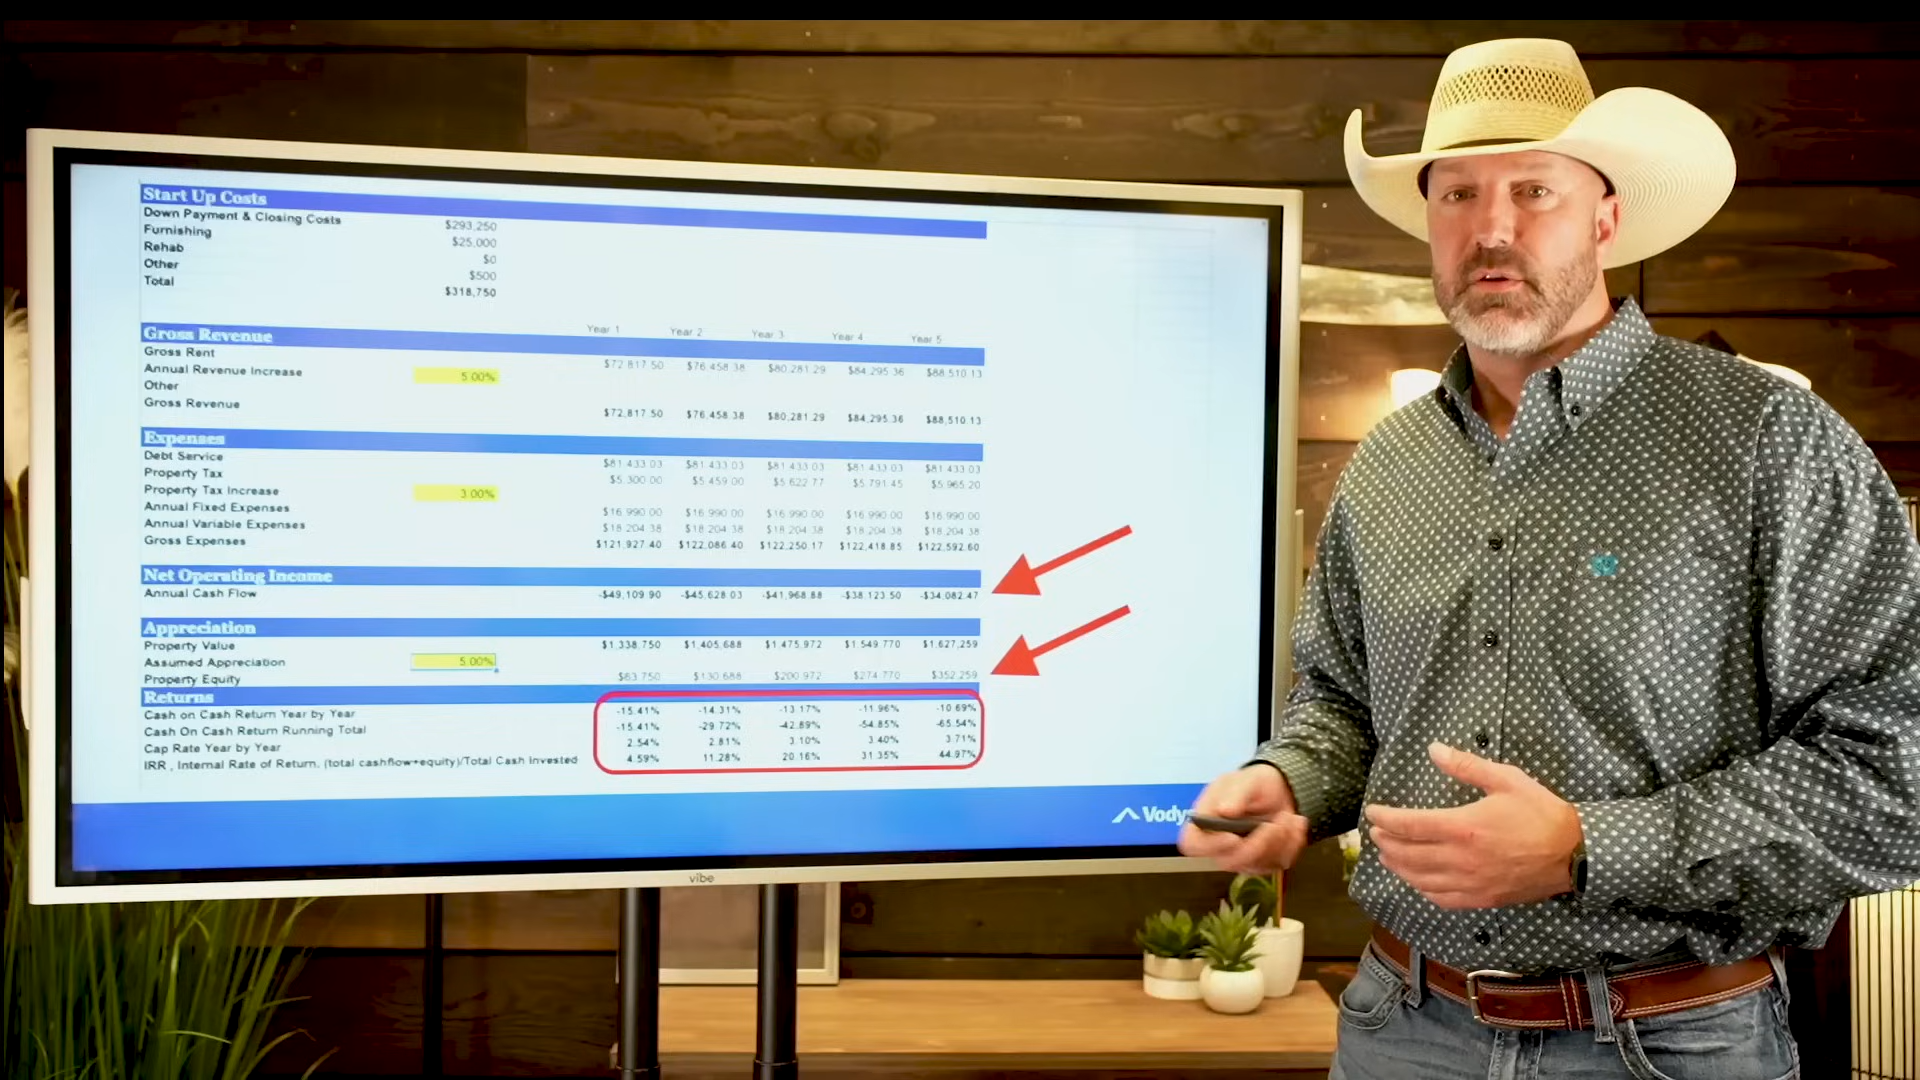 Start Up Costs
Down Payment & Closing Costs $293,250
Furnishing $25,000
Rehab $0
Other $500
Total $318,750
Year 1 Year 2 Year 3 Year 4 Year 5
Gross Revenue
Gross Rent $72,817.50 $76,458.38 $80,281.29 $84,295.36 $88,510.13
Annual Revenue Increase 5.00%
Other
Gross Revenue $72,817.50 $76,458.38 $80,281.29 $84,295.36 $88,510.13
Expenses
Debt Service $81,433.03 $81,433.03 $81,433.03 $81,433.03 $81,433.03
Property Tax $5,300.00 $5,459.00 $5,622.77 $5,791.45 $5,965.20
Property Tax Increase 3.00%
Annual Fixed Expenses $16,990.00 $16,990.00 $16,990.00 $16,990.00 $16,990.00
Annual Variable Expenses $18,204.38 $18,204.38 $18,204.38 $18,204.38 $18,204.38
Gross Expenses $121,927.40 $122,086.40 $122,250.17 $122,418.85 $122,592.60
Net Operating Income
Annual Cash Flow -$49,109.90 -$45,628.03 -$41,968.88 -$38,123.50 -$34,082.47
Appreciation
Property Value $1,338,750 $1,405,688 $1,475,972 $1,549,770 $1,627,259
Assumed Appreciation 5.00%
Property Equity $63,750 $130,688 $200,972 $274,770 $352,259
Returns
Cash on Cash Return Year by Year -15.41% -14.31% -13.17% -11.96% -10.69%
Cash On Cash Return Running Total -15.41% -29.72% -42.89% -54.85% -65.54%
Cap Rate Year by Year 2.54% 2.81% 3.10% 3.40% 3.71%
IRR , Internal Rate of Return. (total cashflow+equity)/Total Cash Invested 4.59% 11.28% 20.16% 31.35% 44.97%
Vody
vibe